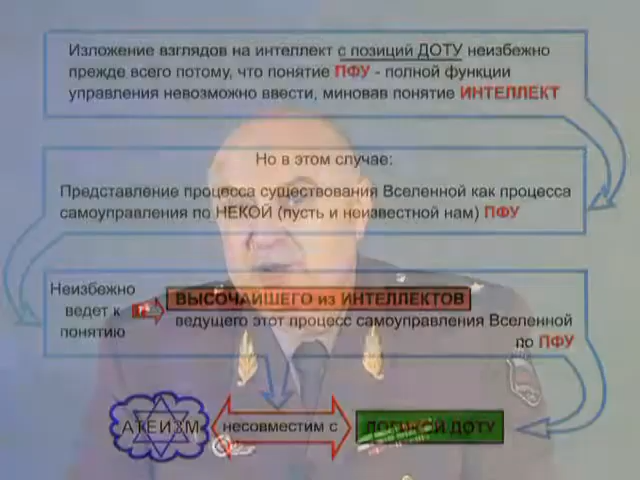 Изложение взглядов на интеллект с позиций ДОТУ неизбежно
прежде всего потому, что понятие ПФУ - полной функции
управления невозможно ввести, миновав понятие ИНТЕЛЛЕКТ
Но в этом случае:
Представление процесса существования Вселенной как процесса
самоуправления по НЕКОЙ (пусть и неизвестной нам) ПФУ
Неизбежно
ведет к
понятию
ВЫСОЧАЙШЕГО из ИНТЕЛЛЕКТОВ
ведущего этот процесс самоуправления Вселенной
по ПФУ
АТЕИЗМ
несовместим с
ЛОГИКОЙ ДОТУ